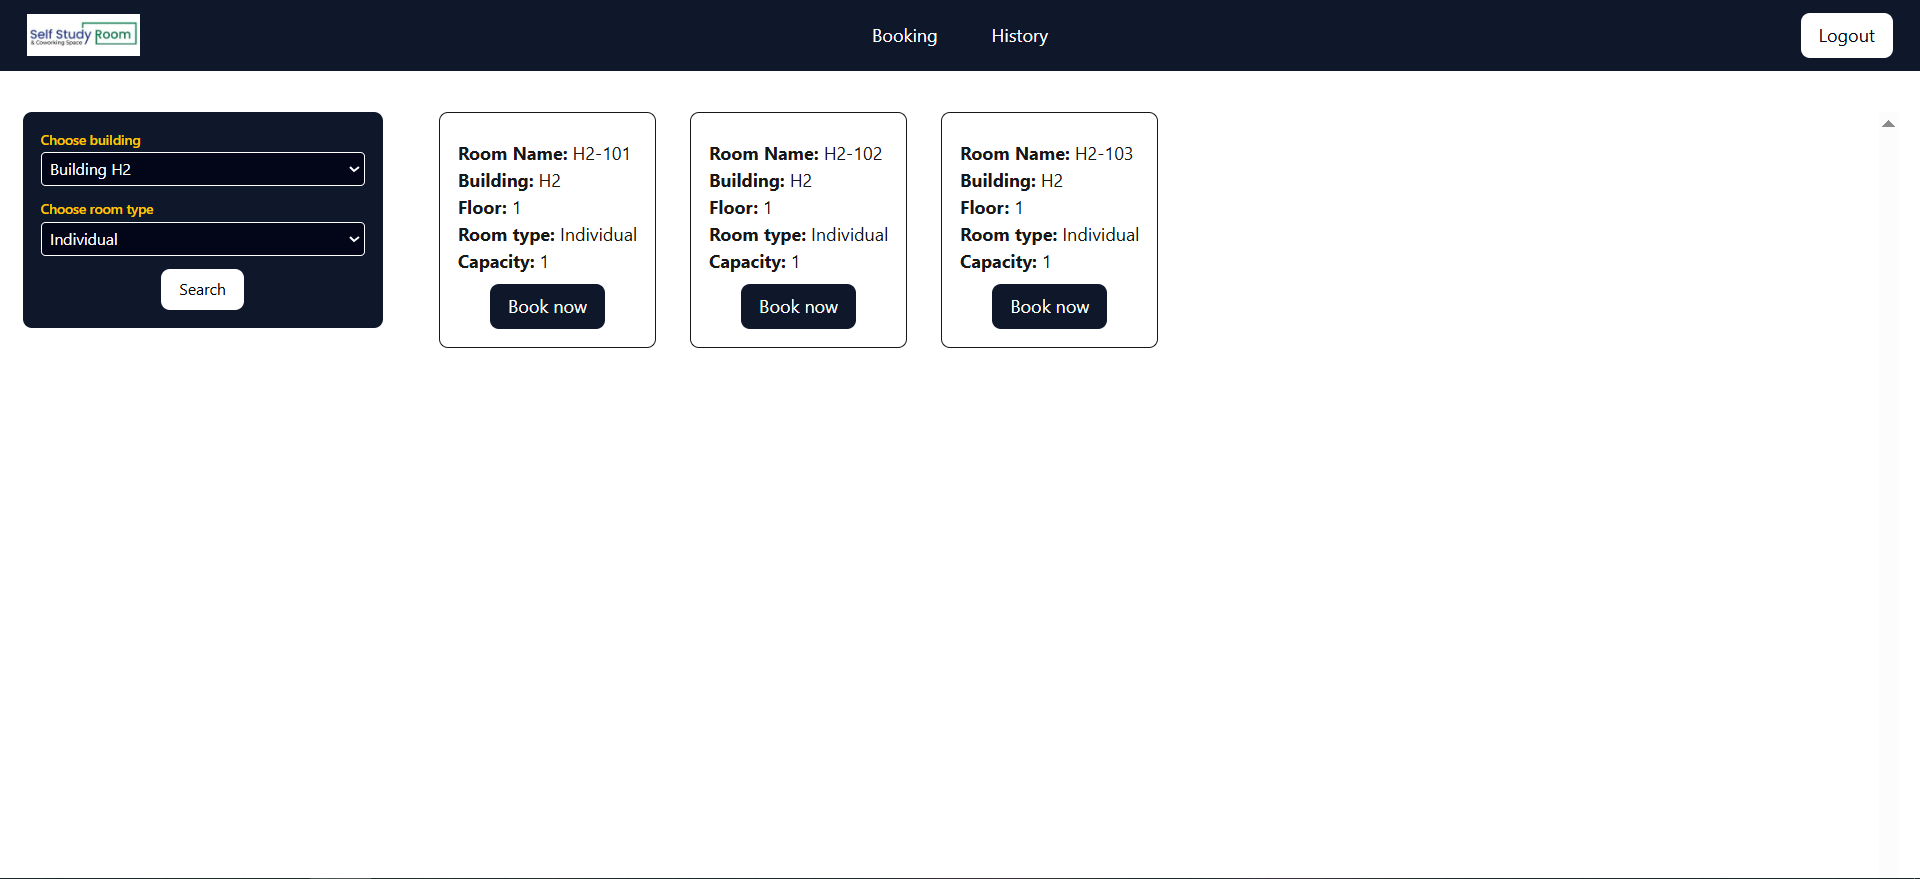 Self Study Room
& Coworking Space
Booking
History
Logout
Choose building
Building H2
Choose room type
Individual
Search
Room Name: H2-101
Building: H2
Floor: 1
Room type: Individual
Capacity: 1
Book now
Room Name: H2-102
Building: H2
Floor: 1
Room type: Individual
Capacity: 1
Book now
Room Name: H2-103
Building: H2
Floor: 1
Room type: Individual
Capacity: 1
Book now